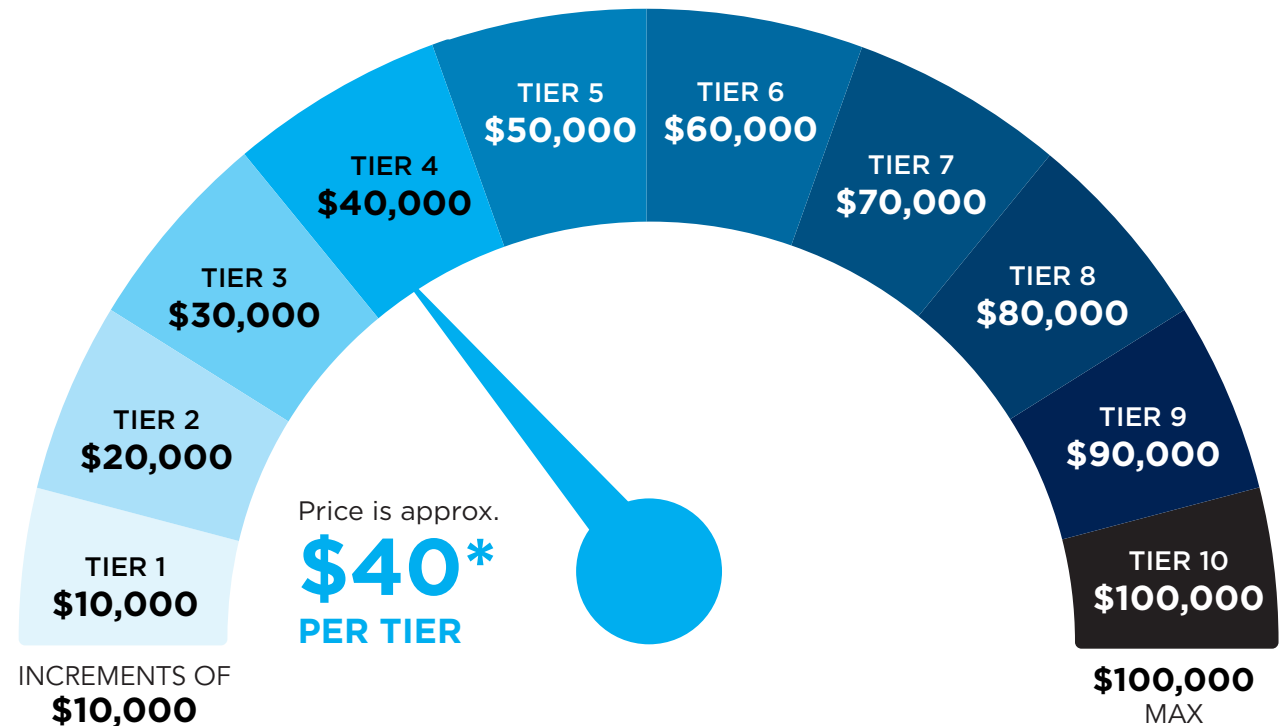 TIER 1
$10,000
TIER 2
$20,000
TIER 3
$30,000
TIER 4
$40,000
TIER 5
$50,000
TIER 6
$60,000
TIER 7
$70,000
TIER 8
$80,000
TIER 9
$90,000
TIER 10
$100,000
Price is approx.
$40*
PER TIER
INCREMENTS OF
$10,000
$100,000
MAX